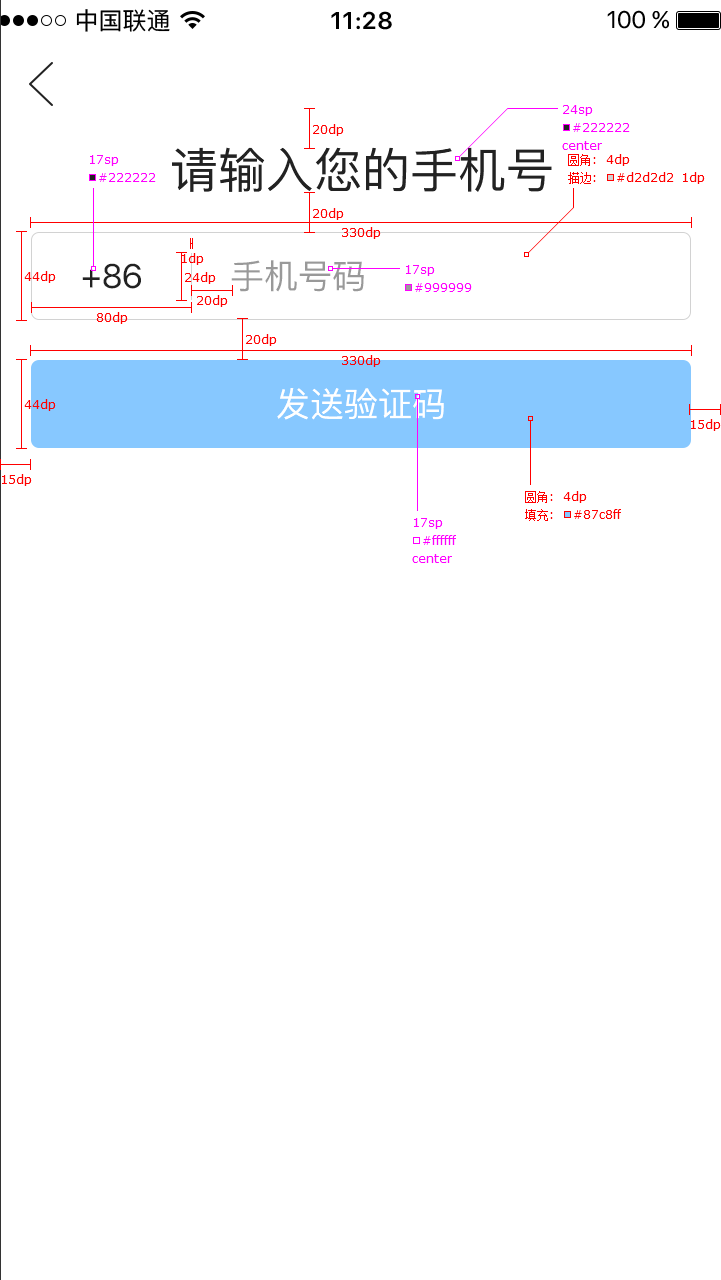 中国联通 11:28 100 %
24sp
20dp
#222222
center
17sp
圆角: 4dp
#222222
请输入您的手机号
描边: #d2d2d2 1dp
20dp
330dp
1dp
44dp
+86
24dp
手机号码
17sp
#999999
20dp
80dp
20dp
330dp
44dp
发送验证码
15dp
15dp
圆角: 4dp
填充: #87c8ff
17sp
#ffffff
center